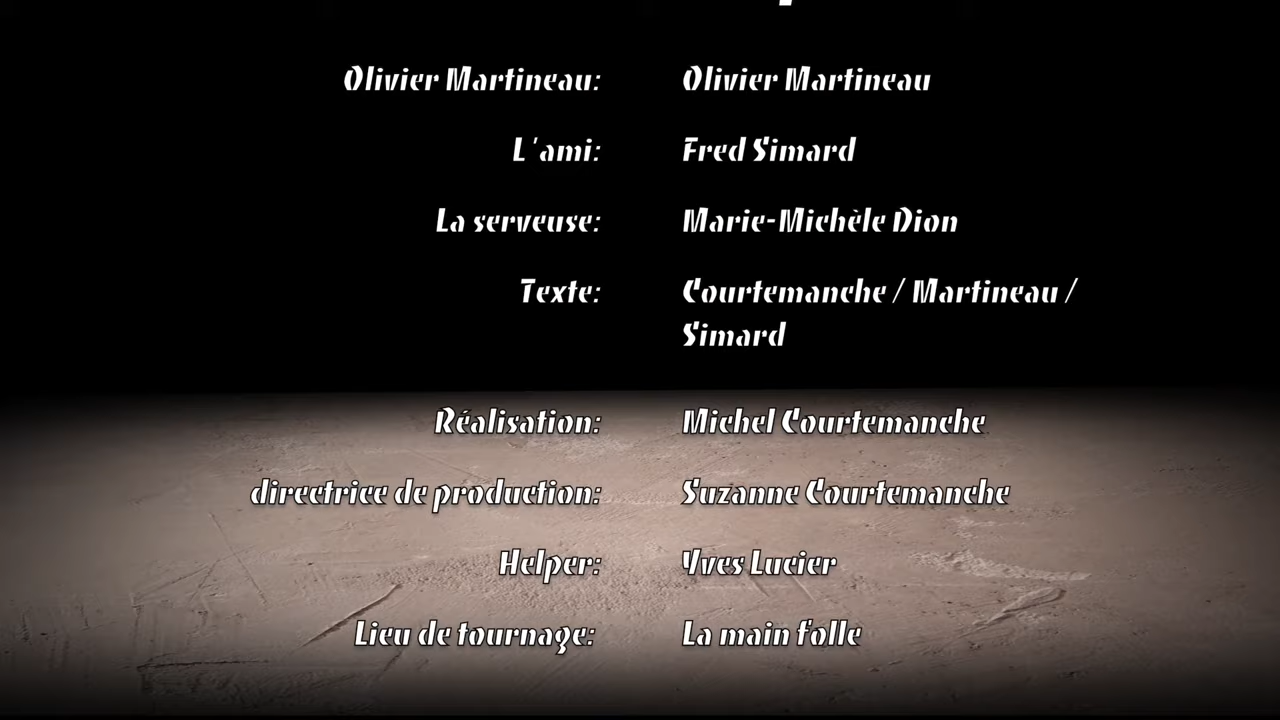 Olivier Martineau: Olivier Martineau
L'ami: Fred Simard
La serveuse: Marie-Michèle Dion
Texte: Courtemanche / Martineau /
Simard
Réalisation: Michel Courtemanche
directrice de production: Suzanne Courtemanche
Helper: Yves Lucier
Lieu de tournage: La main folle